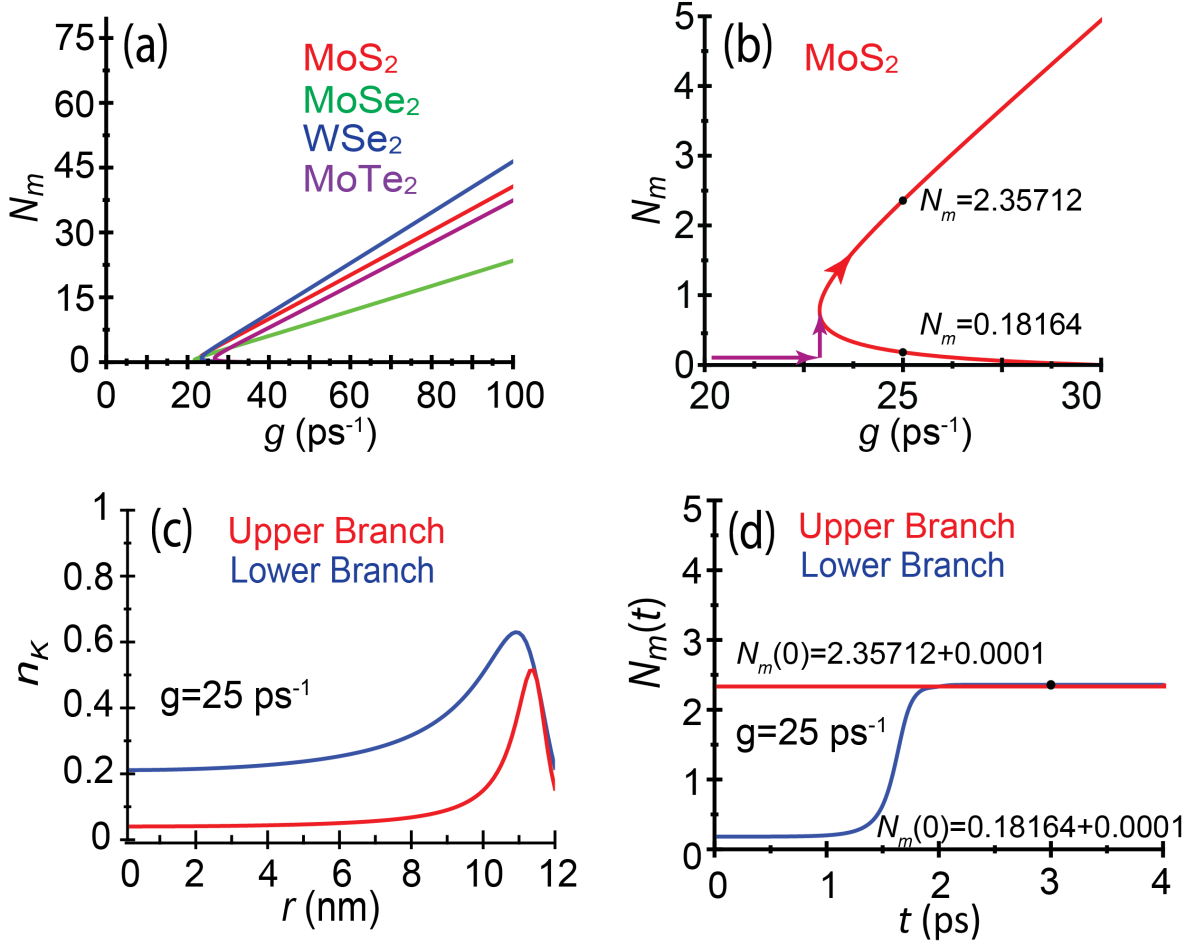 (a)
MoS₂
MoSe₂
WSe₂
MoTe₂
75
60
45
30
15
0
Nₘ
0 20 40 60 80 100
g (ps⁻¹)
(b)
MoS₂
5
4
3
2
1
0
Nₘ
Nₘ=2.35712
Nₘ=0.18164
20 25 30
g (ps⁻¹)
(c)
Upper Branch
Lower Branch
1
0.8
0.6
0.4
0.2
0
n_K
g=25 ps⁻¹
0 2 4 6 8 10 12
r (nm)
(d)
Upper Branch
Lower Branch
5
4
3
2
1
0
Nₘ(t)
Nₘ(0)=2.35712+0.0001
g=25 ps⁻¹
Nₘ(0)=0.18164+0.0001
0 1 2 3 4
t (ps)